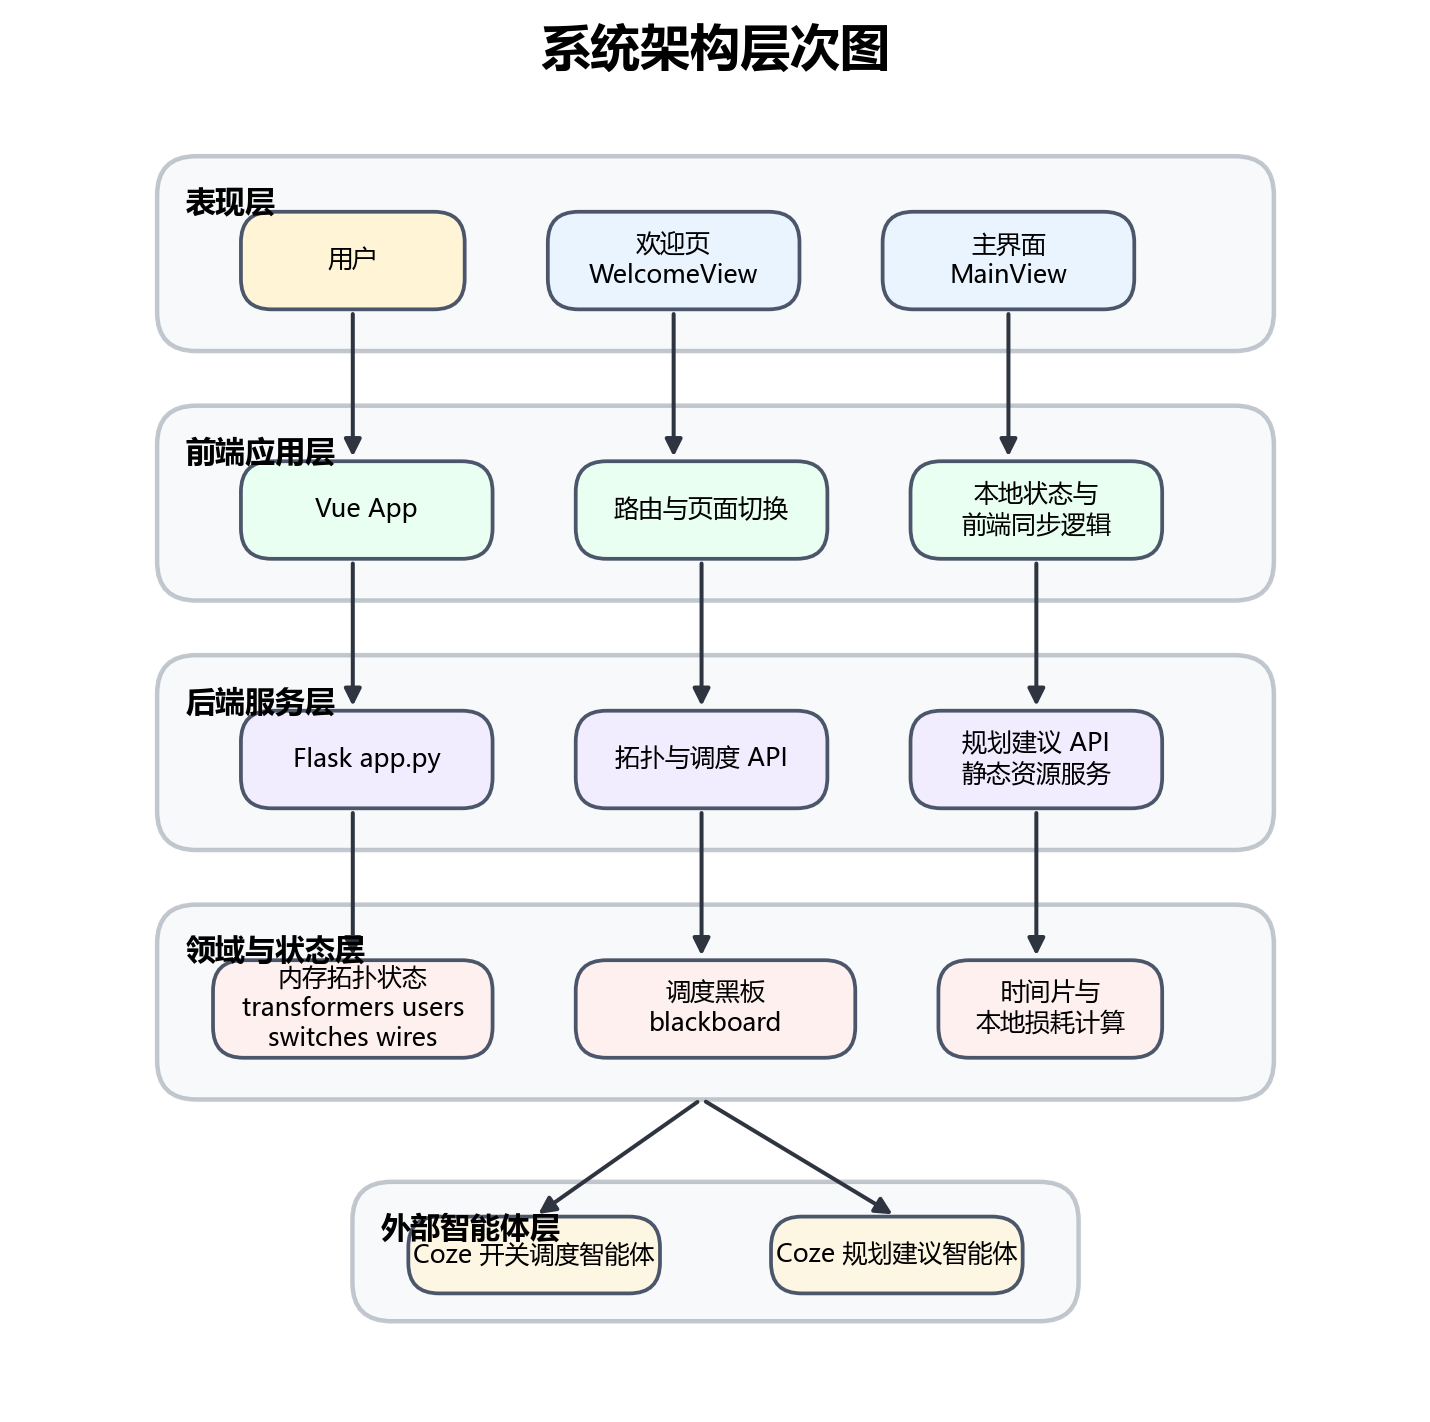 系统架构层次图
表现层
用户
欢迎页
WelcomeView
主界面
MainView
前端应用层
Vue App
路由与页面切换
本地状态与
前端同步逻辑
后端服务层
Flask app.py
拓扑与调度 API
规划建议 API
静态资源服务
领域与状态层
内存拓扑状态
transformers users
switches wires
调度黑板
blackboard
时间片与
本地损耗计算
外部智能体层
Coze 开关调度智能体
Coze 规划建议智能体